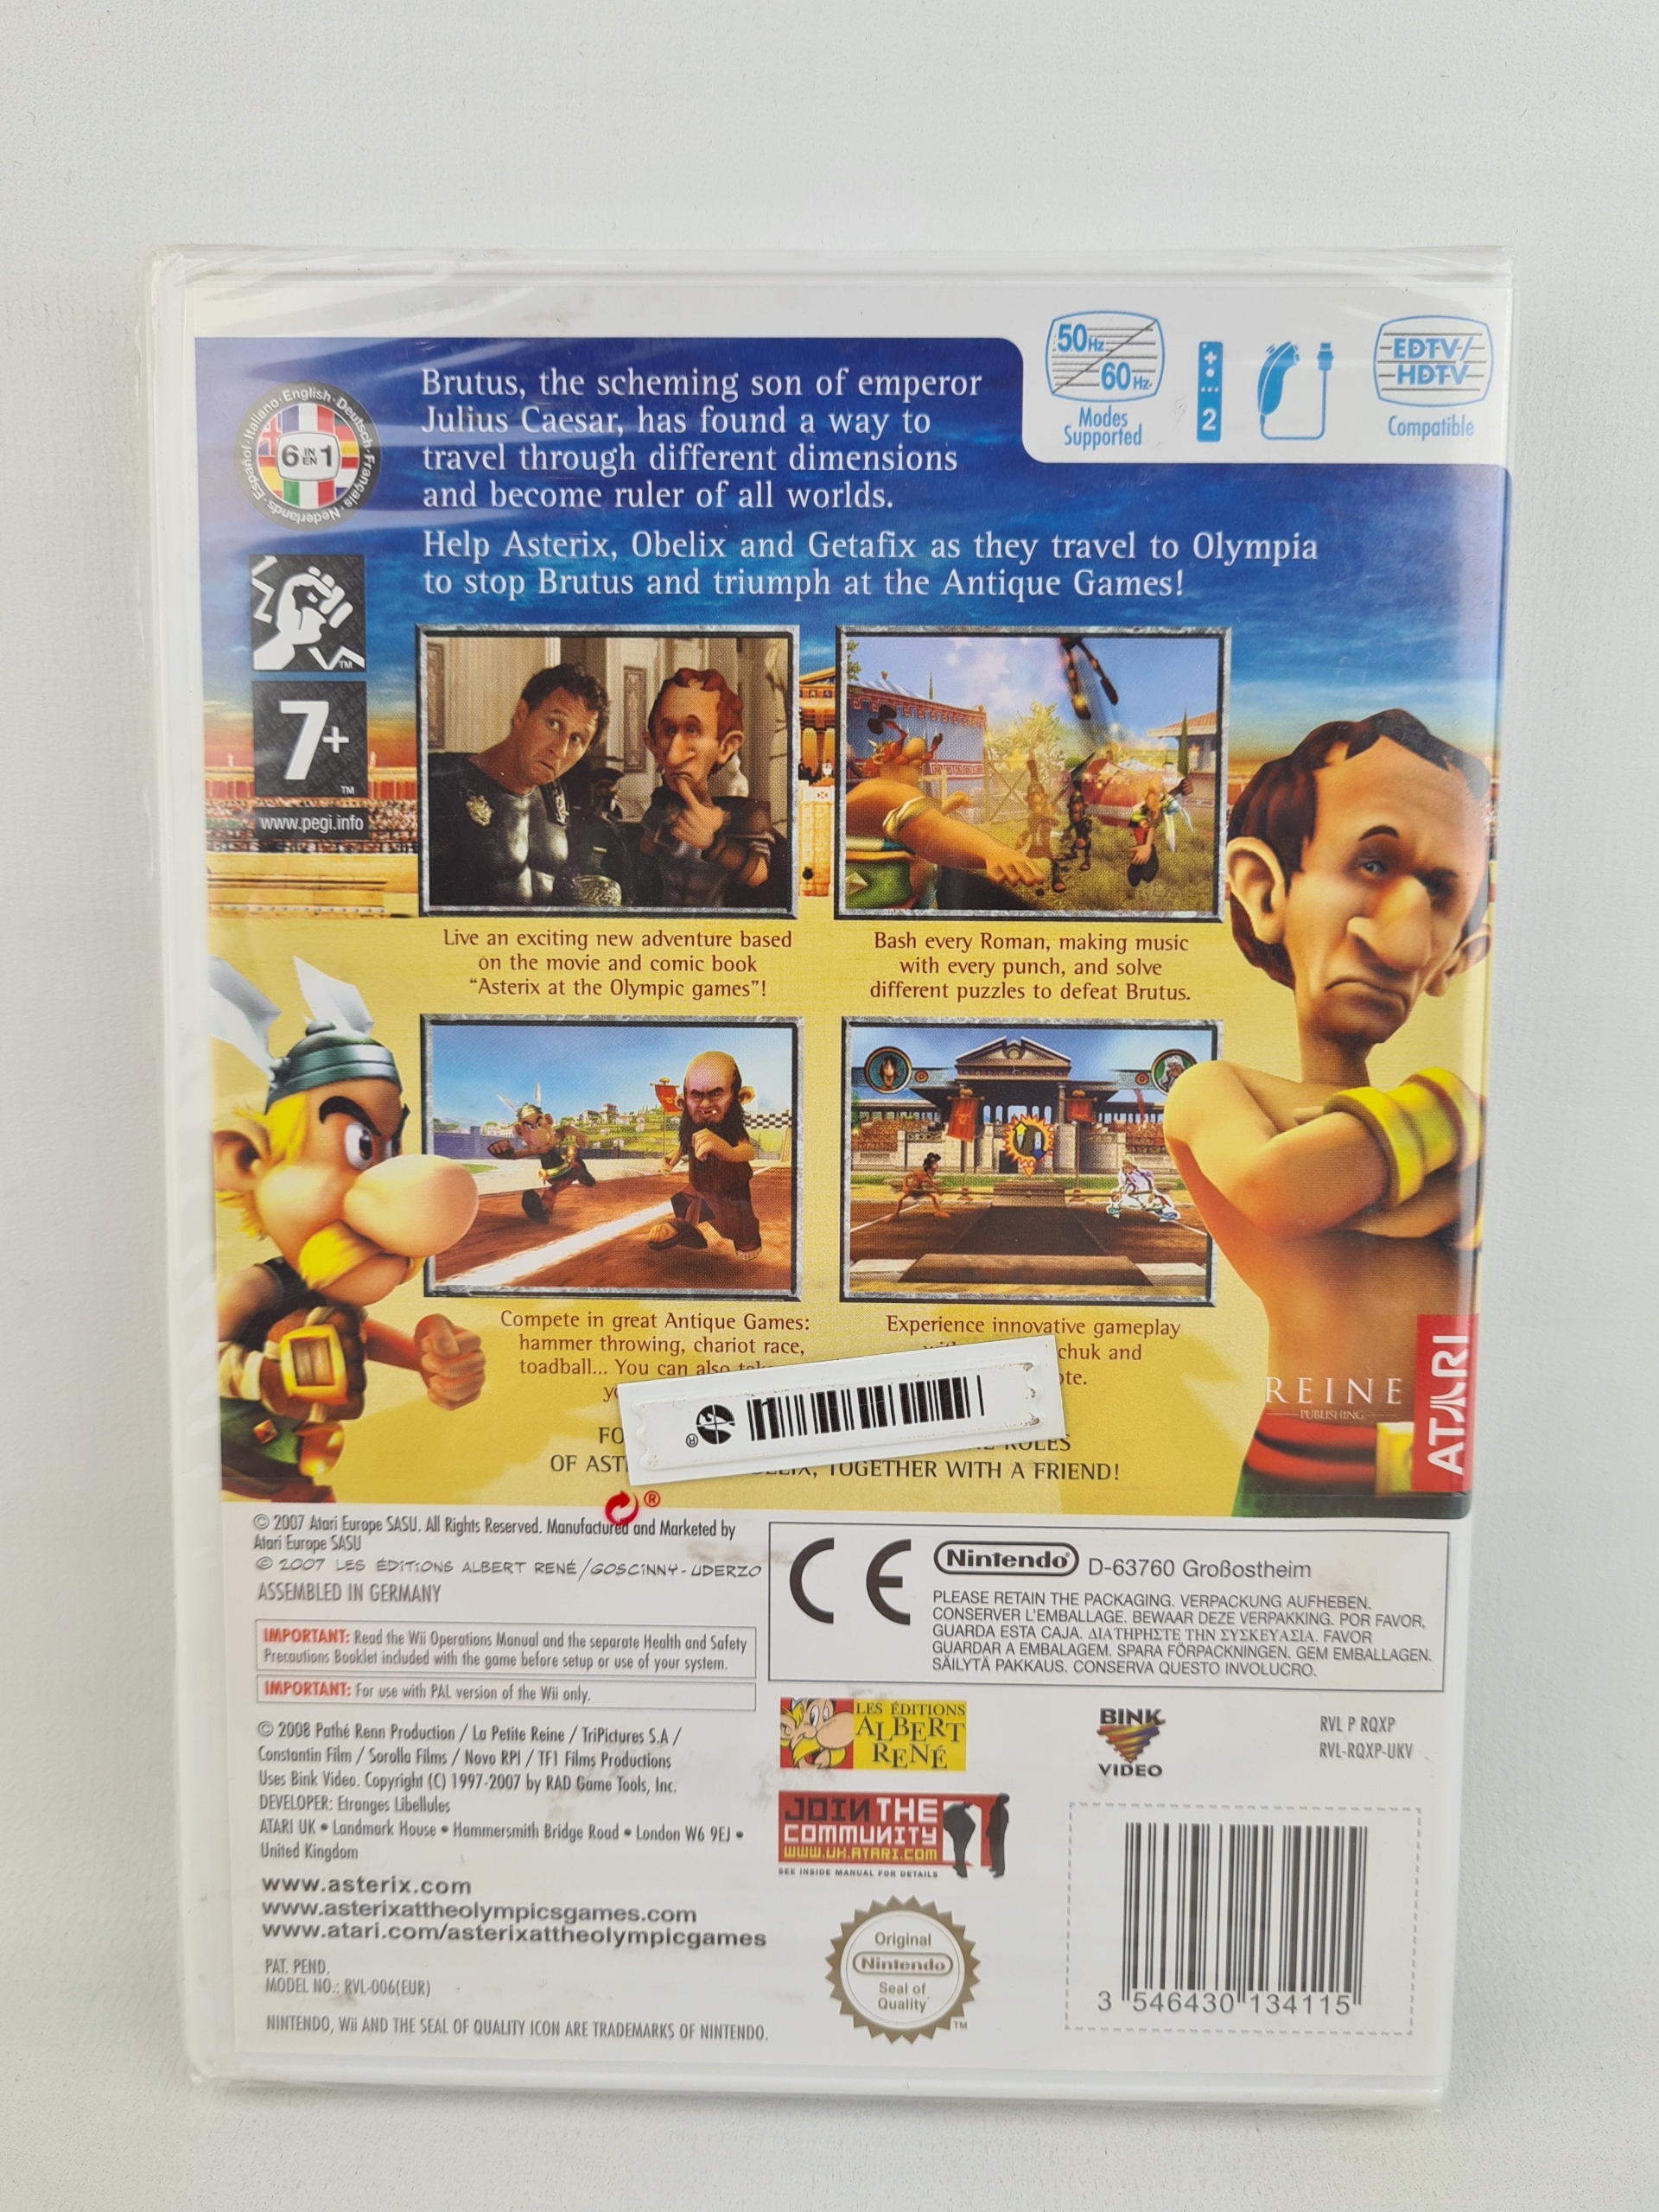 50Hz
60Hz
Modes
Supported
2
EDTV/
HDTV
Compatible
English · Deutsch · Français · Nederlands · Español · Italiano
6 IN EN 1
Brutus, the scheming son of emperor
Julius Caesar, has found a way to
travel through different dimensions
and become ruler of all worlds.
Help Asterix, Obelix and Getafix as they travel to Olympia
to stop Brutus and triumph at the Antique Games!
TM
7+
TM
www.pegi.info
Live an exciting new adventure based
on the movie and comic book
“Asterix at the Olympic games”!
Bash every Roman, making music
with every punch, and solve
different puzzles to defeat Brutus.
Compete in great Antique Games:
hammer throwing, chariot race,
toadball... You can also
Experience innovative gameplay
and
OF
TOGETHER WITH A FRIEND!
REINE
PUBLISHING
ATARI
®
®
© 2007 Atari Europe SASU. All Rights Reserved. Manufactured and Marketed by
Atari Europe SASU
© 2007 LES ÉDITIONS ALBERT RENÉ/GOSCINNY-UDERZO
ASSEMBLED IN GERMANY
IMPORTANT: Read the Wii Operations Manual and the separate Health and Safety
Precautions Booklet included with the game before setup or use of your system.
IMPORTANT: For use with PAL version of the Wii only.
© 2008 Pathé Renn Production / La Petite Reine / TriPictures S.A /
Constantin Film / Sorolla Films / Novo RPI / TF1 Films Productions
Uses Bink Video. Copyright (C) 1997-2007 by RAD Game Tools, Inc.
DEVELOPER: Etranges Libellules
ATARI UK • Landmark House • Hammersmith Bridge Road • London W6 9EJ •
United Kingdom
www.asterix.com
www.asterixattheolympicsgames.com
www.atari.com/asterixattheolympicgames
PAT. PEND.
MODEL NO.: RVL-006(EUR)
NINTENDO, Wii AND THE SEAL OF QUALITY ICON ARE TRADEMARKS OF NINTENDO.
CE
Nintendo® D-63760 Großostheim
PLEASE RETAIN THE PACKAGING. VERPACKUNG AUFHEBEN.
CONSERVER L'EMBALLAGE. BEWAAR DEZE VERPAKKING. POR FAVOR,
GUARDA ESTA CAJA. ΔΙΑΤΗΡΗΣΤΕ ΤΗΝ ΣΥΣΚΕΥΑΣΙΑ. FAVOR
GUARDAR A EMBALAGEM. SPARA FÖRPACKNINGEN. GEM EMBALLAGEN.
SÄILYTÄ PAKKAUS. CONSERVA QUESTO INVOLUCRO.
LES ÉDITIONS
ALBERT
RENÉ
BINK
VIDEO
RVL P RQXP
RVL-RQXP-UKV
JOIN THE
COMMUNITY
WWW.UK.ATARI.COM
SEE INSIDE MANUAL FOR DETAILS
Original
Nintendo
Seal of
Quality
TM
3 546430 134115